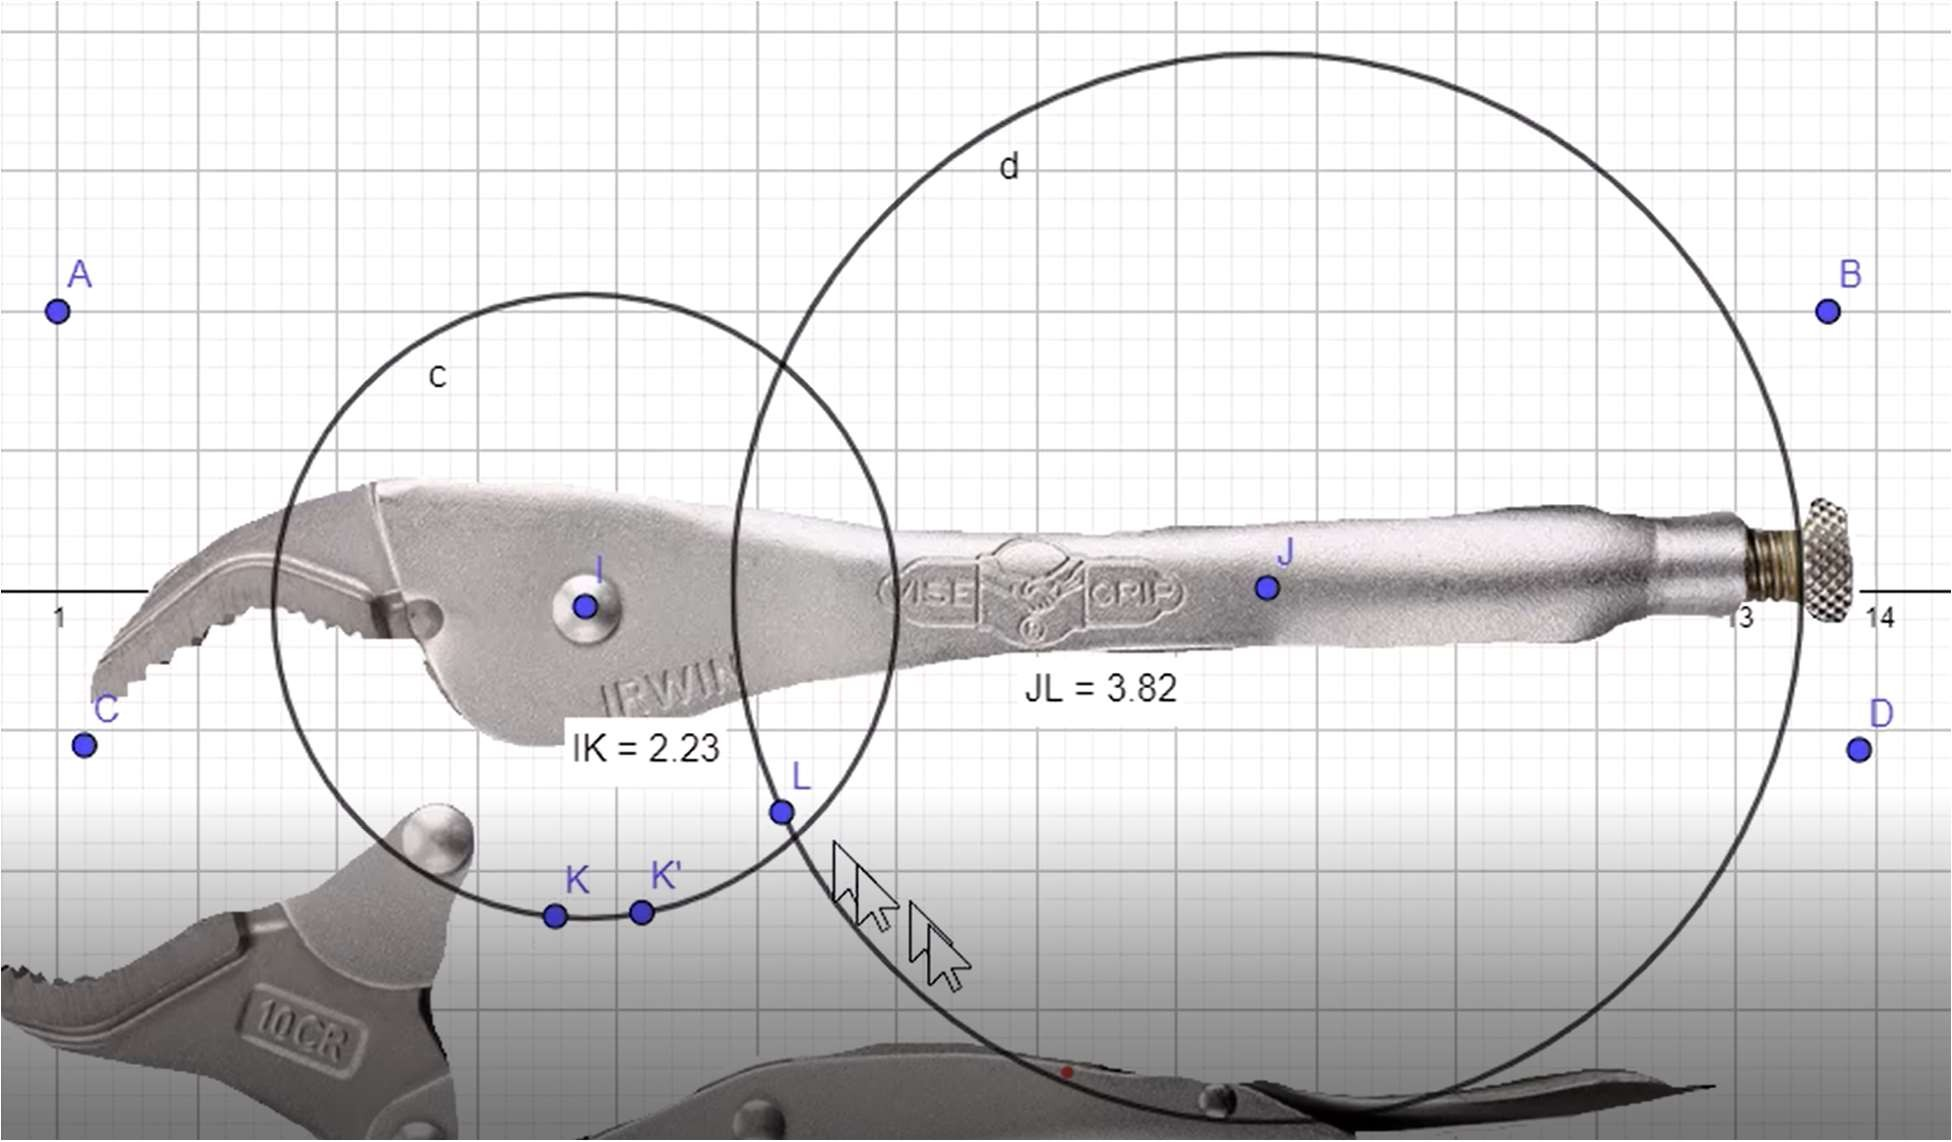 d
A
B
c
I
J
VISE GRIP
1
13
14
IRWIN
JL = 3.82
C
IK = 2.23
D
L
K
K'
10CR